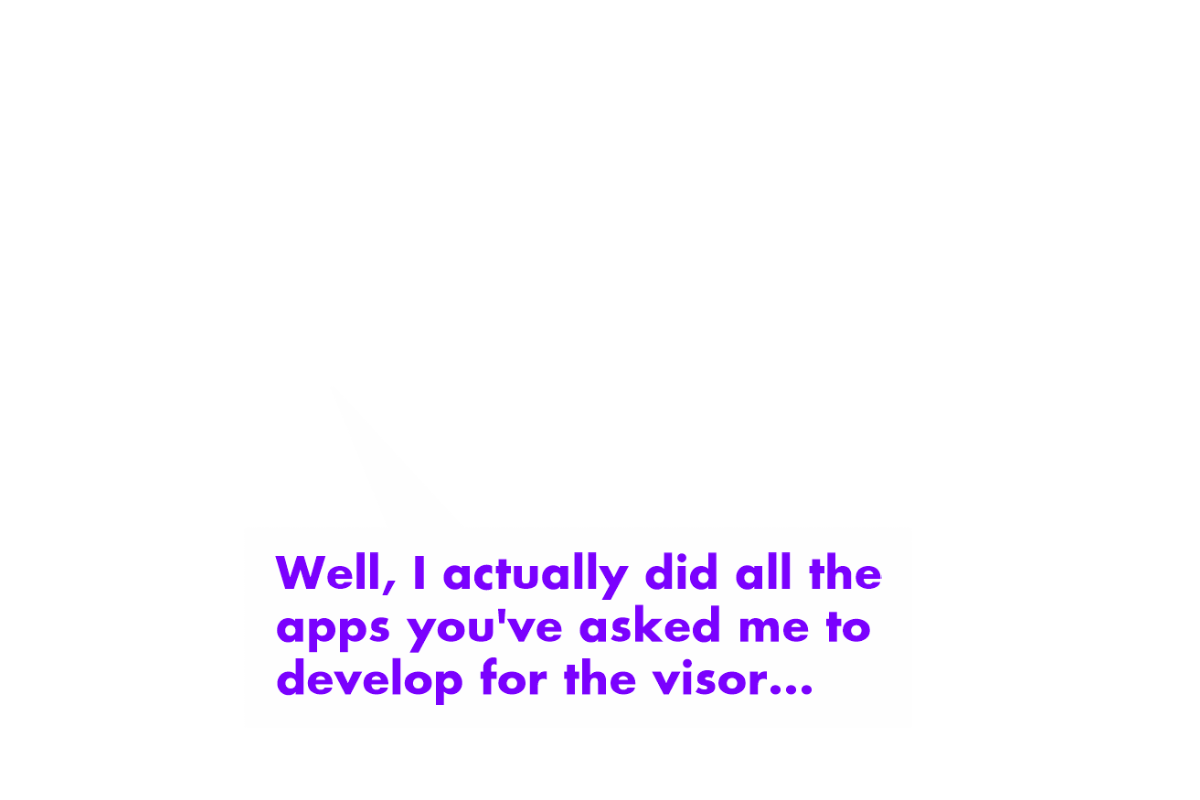 Well, I actually did all the
apps you've asked me to
develop for the visor...